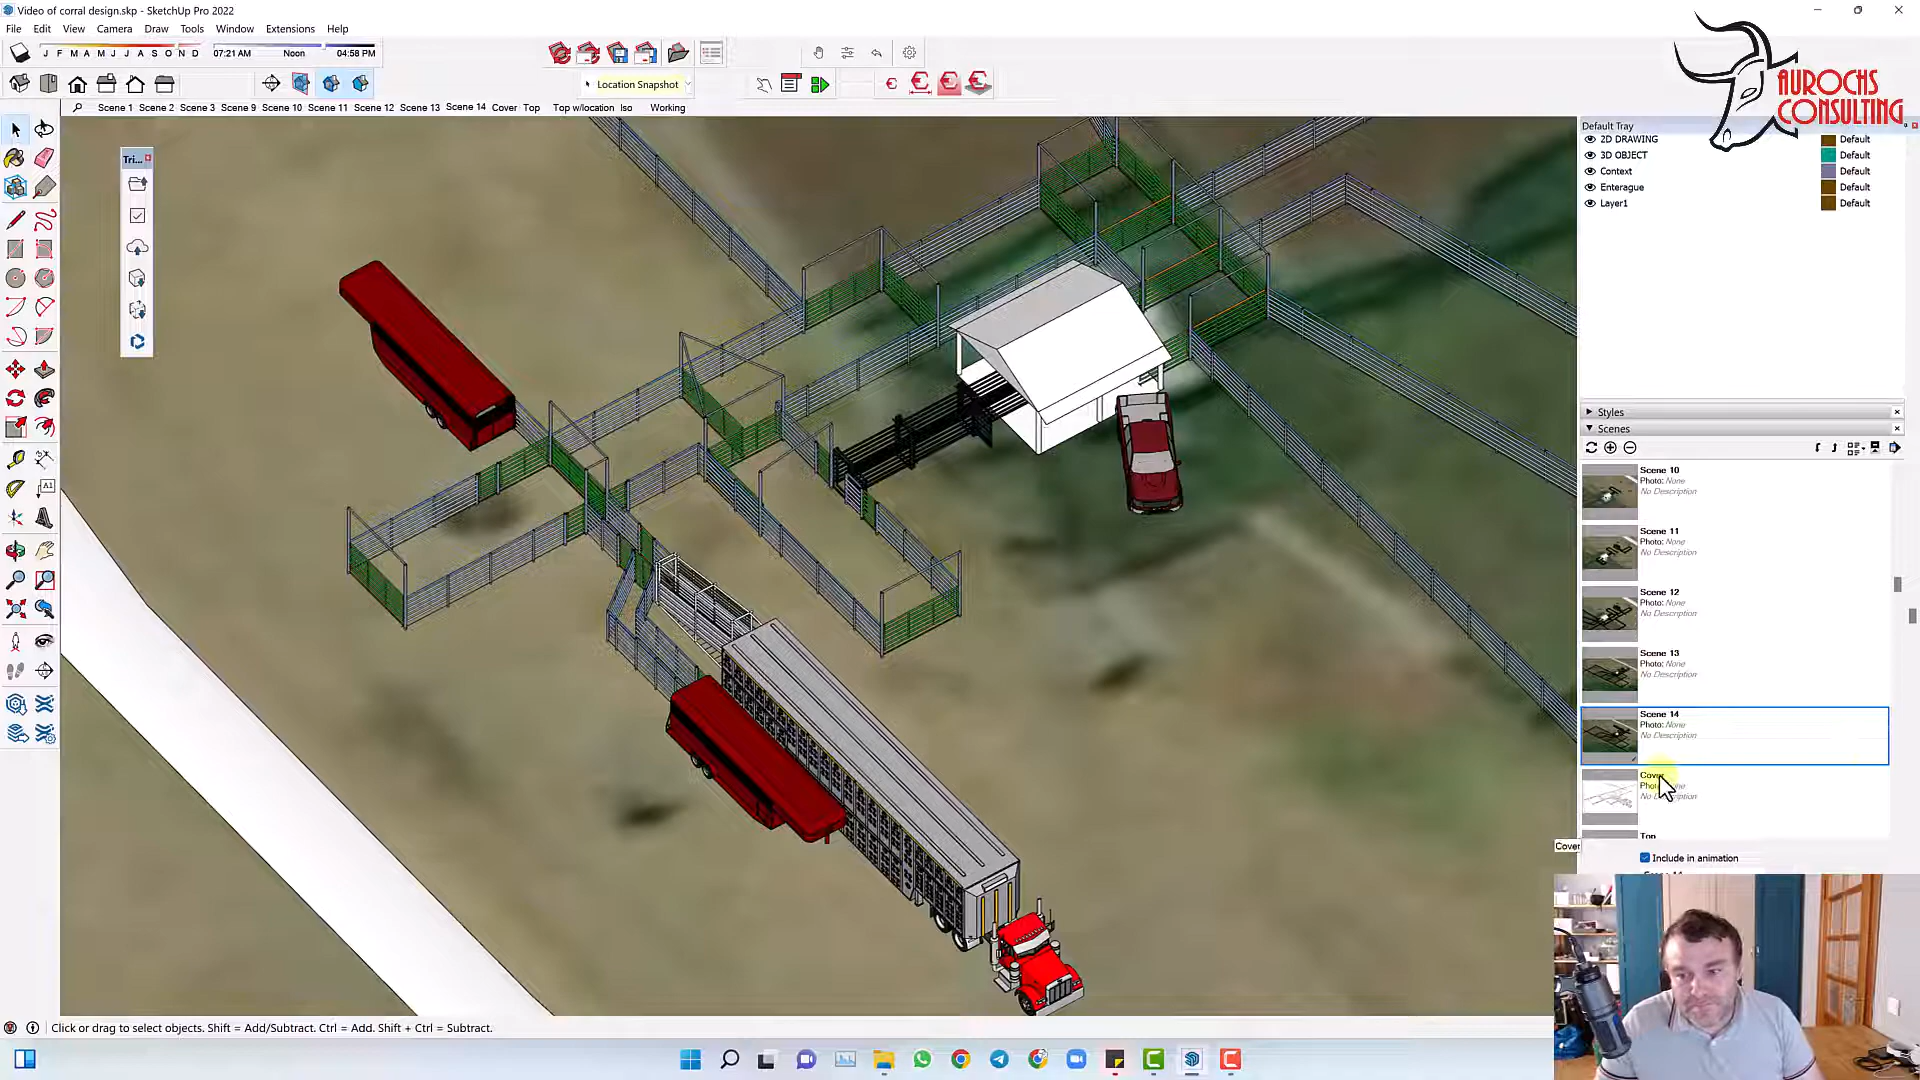 Video of corral design.skp - SketchUp Pro 2022
File Edit View Camera Draw Tools Window Extensions Help
J F M A M J J A S O N D 07:21 AM Noon 04:58 PM
Location Snapshot
AUROCHS
CONSULTING
Scene 1 Scene 2 Scene 3 Scene 9 Scene 10 Scene 11 Scene 12 Scene 13 Scene 14 Cover Top Top w/location Iso Working
Default Tray
2D DRAWING Default
3D OBJECT Default
Context Default
Enterague Default
Layer1 Default
Tri...
A1
Styles
Scenes
Scene 10
Photo: None
No Description
Scene 11
Photo: None
No Description
Scene 12
Photo: None
No Description
Scene 13
Photo: None
No Description
Scene 14
Photo: None
No Description
Cover
No Description
Top
Cover
Include in animation
Click or drag to select objects. Shift = Add/Subtract. Ctrl = Add. Shift + Ctrl = Subtract.